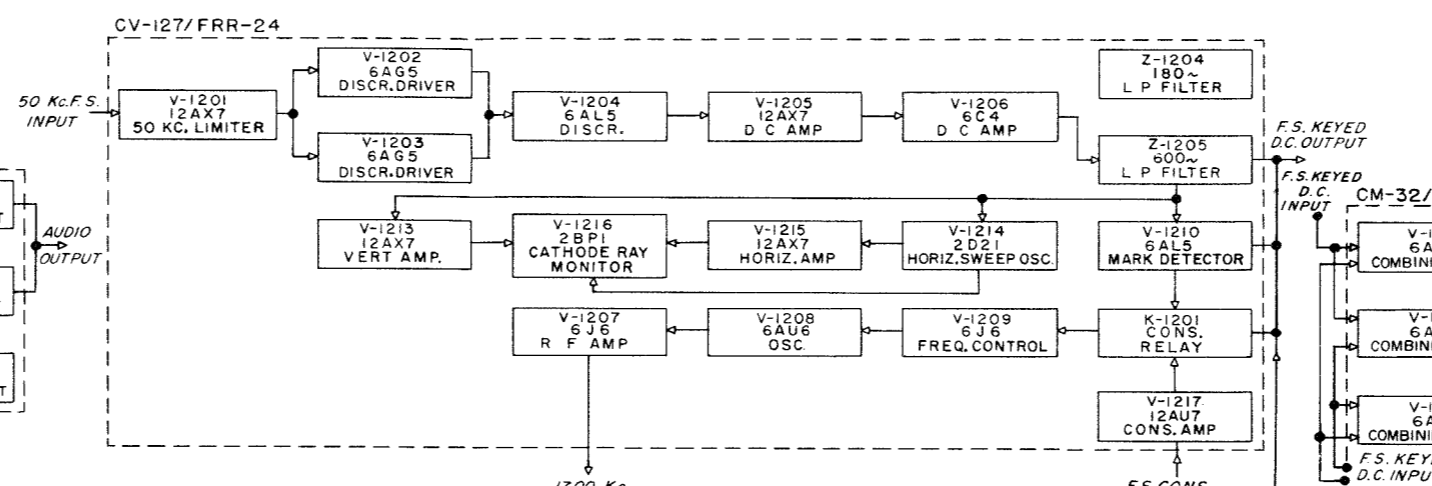 CV-127/FRR-24
50 Kc.F.S.
INPUT
V-1201
12AX7
50 KC. LIMITER
V-1202
6AG5
DISCR. DRIVER
V-1203
6AG5
DISCR. DRIVER
V-1204
6AL5
DISCR.
V-1205
12AX7
D C AMP
V-1206
6C4
D C AMP
Z-1204
180~
L P FILTER
Z-1205
600~
L P FILTER
F.S. KEYED
D.C. OUTPUT
F.S. KEYED
D.C.
INPUT
AUDIO
OUTPUT
V-1213
12AX7
VERT AMP.
V-1216
2BP1
CATHODE RAY
MONITOR
V-1215
12AX7
HORIZ. AMP
V-1214
2D21
HORIZ. SWEEP OSC.
V-1210
6AL5
MARK DETECTOR
V-1207
6J6
R F AMP
V-1208
6AU6
OSC.
V-1209
6J6
FREQ. CONTROL
K-1201
CONS.
RELAY
V-1217
12AU7
CONS. AMP
CM-32/
COMBINI
COMBINI
COMBINI
F.S. KEY
D.C. INPU
F.S. CONS.